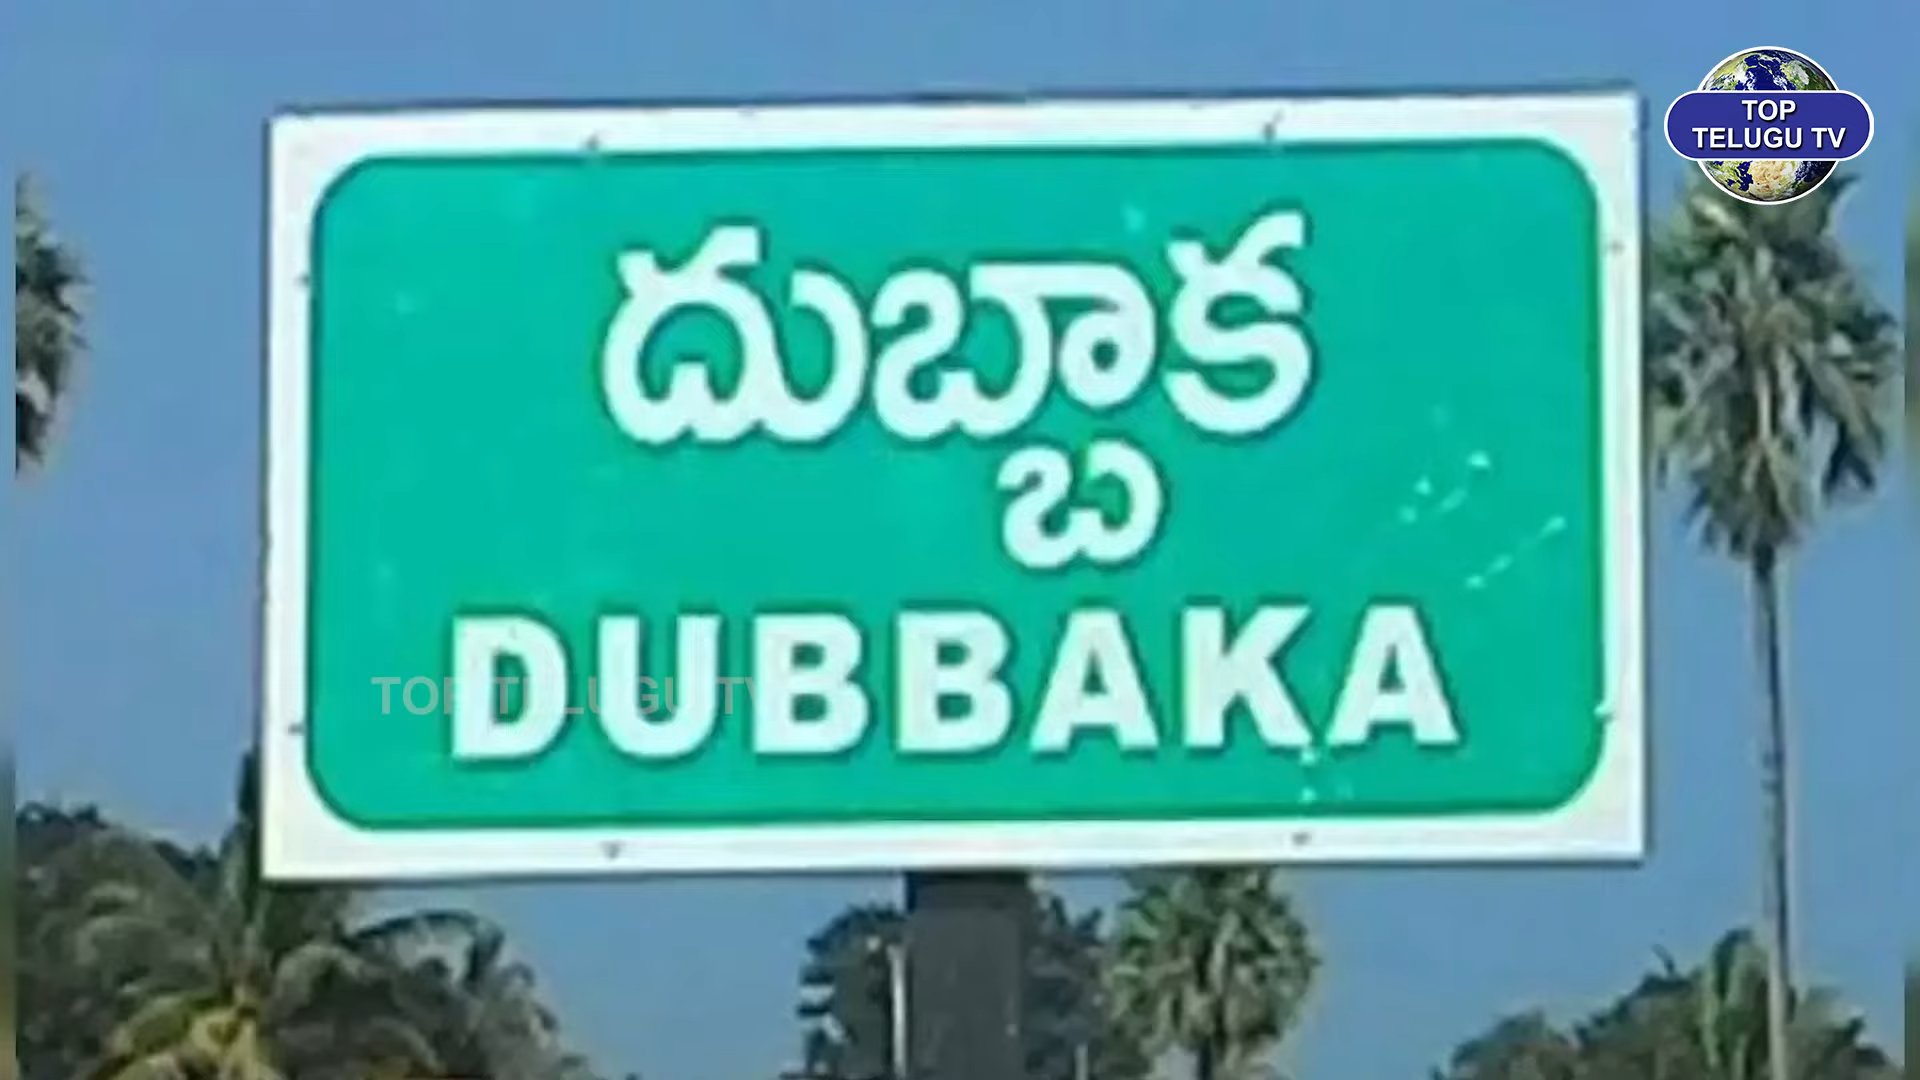 TOP
TELUGU TV
దుబ్బాక
DUBBAKA
TOP TELUGU TV